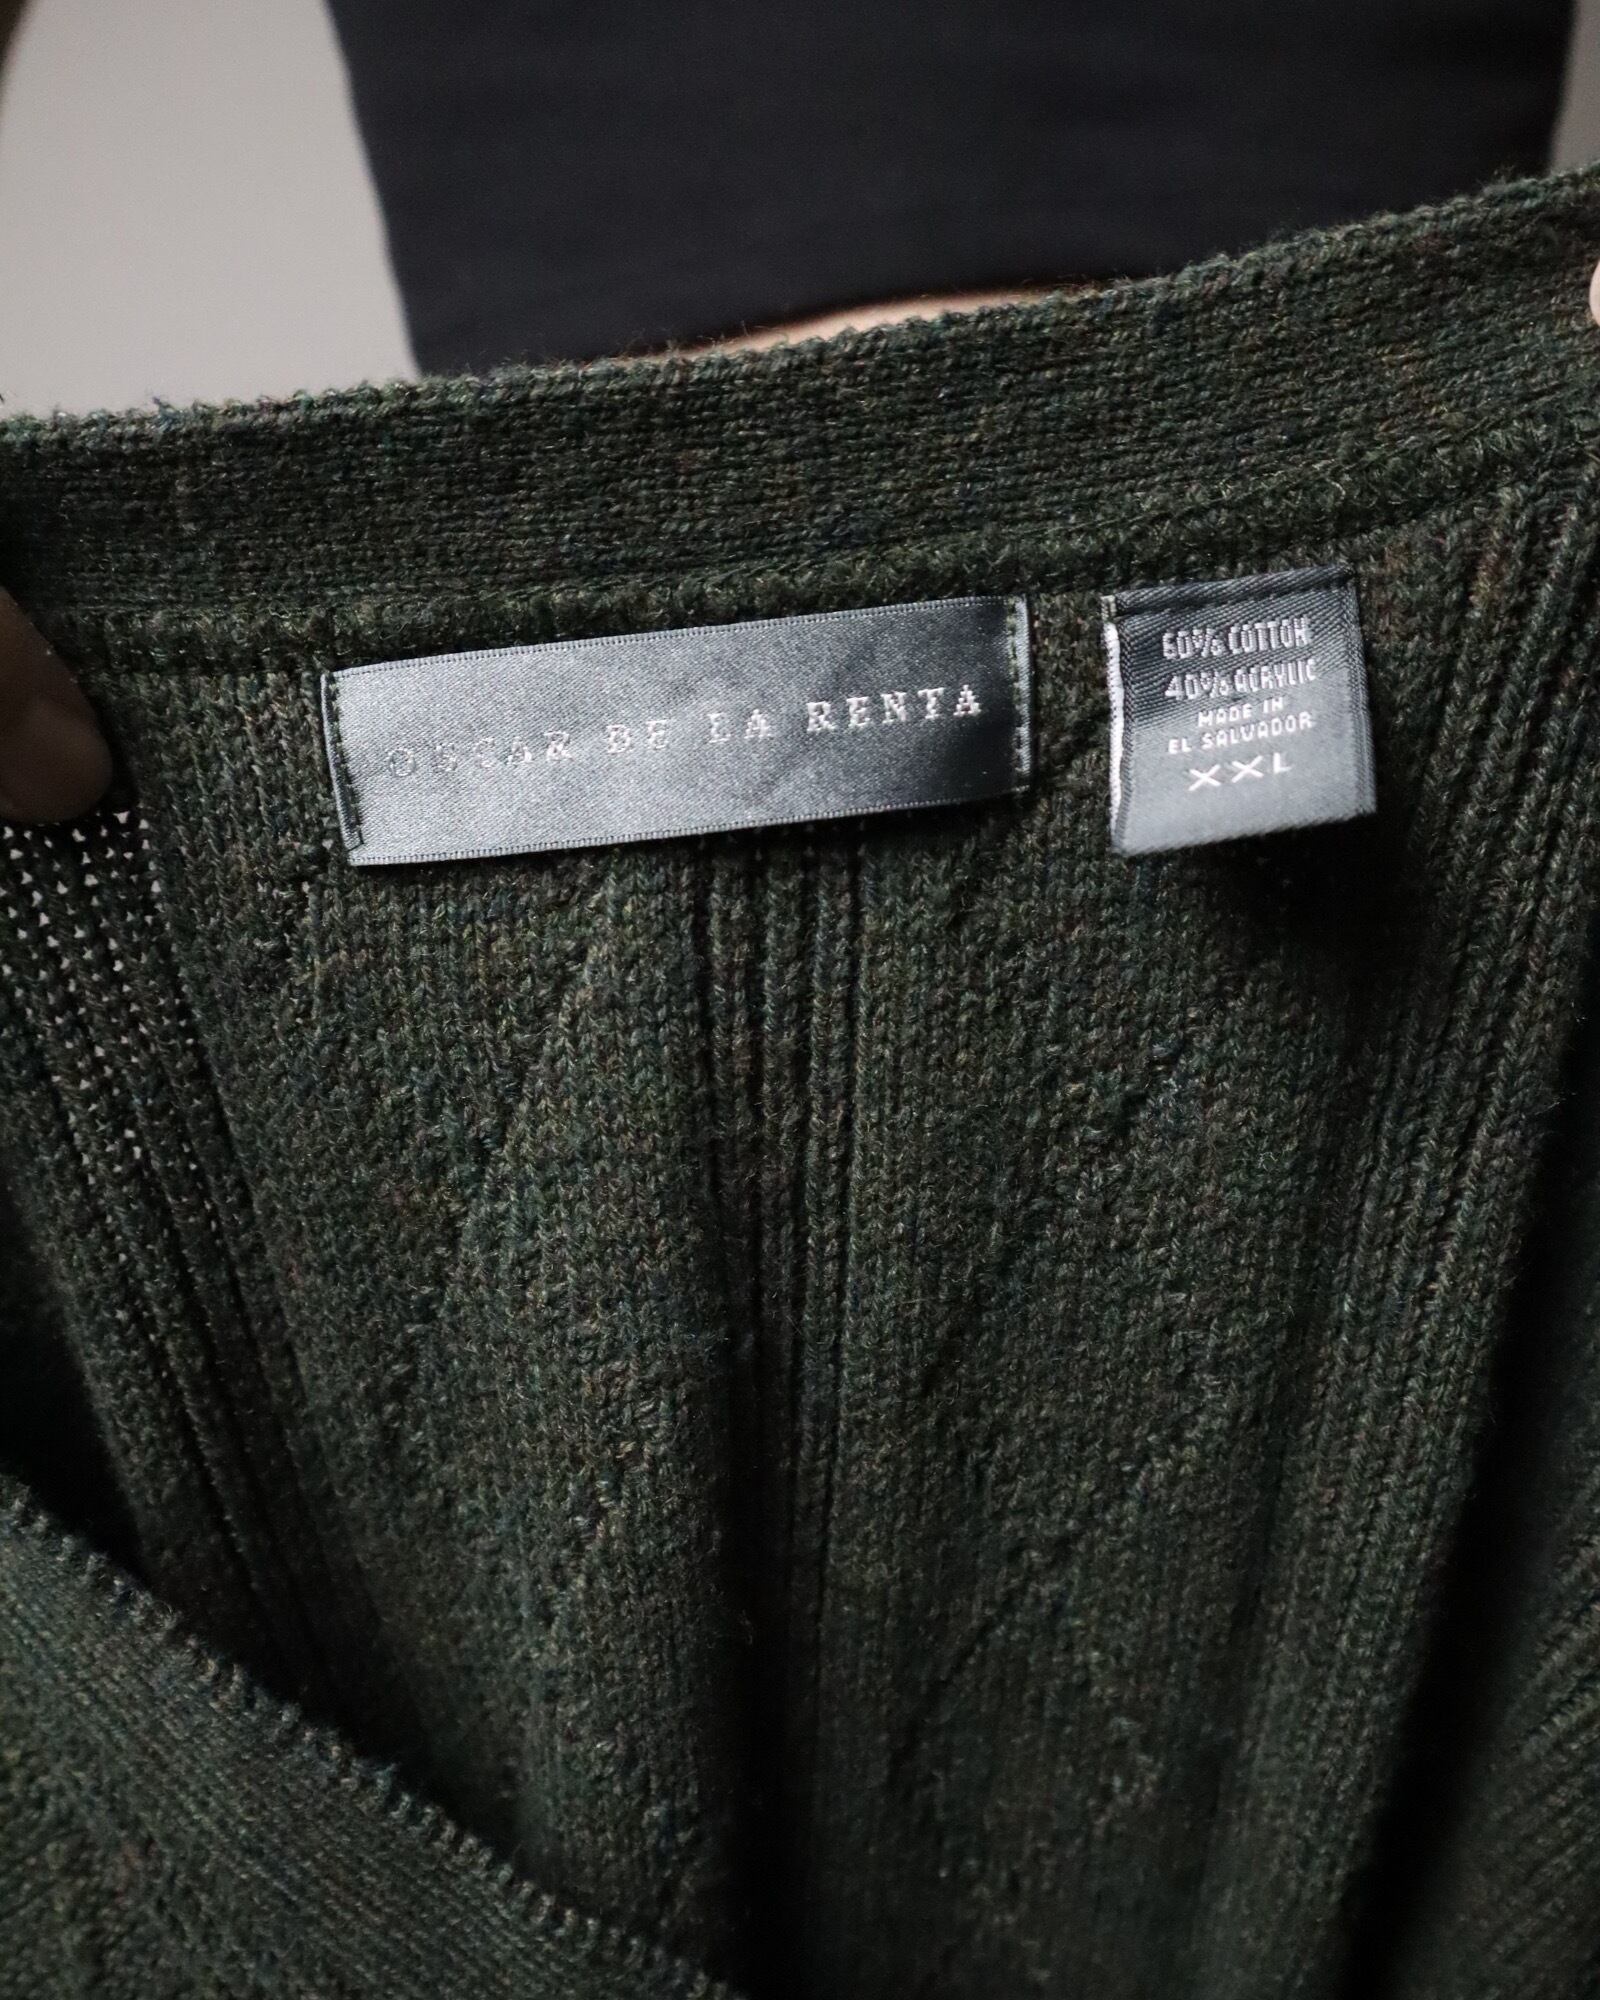 OSCAR DE LA RENTA
60% COTTON
40% ACRYLIC
MADE IN
EL SALVADOR
XXL